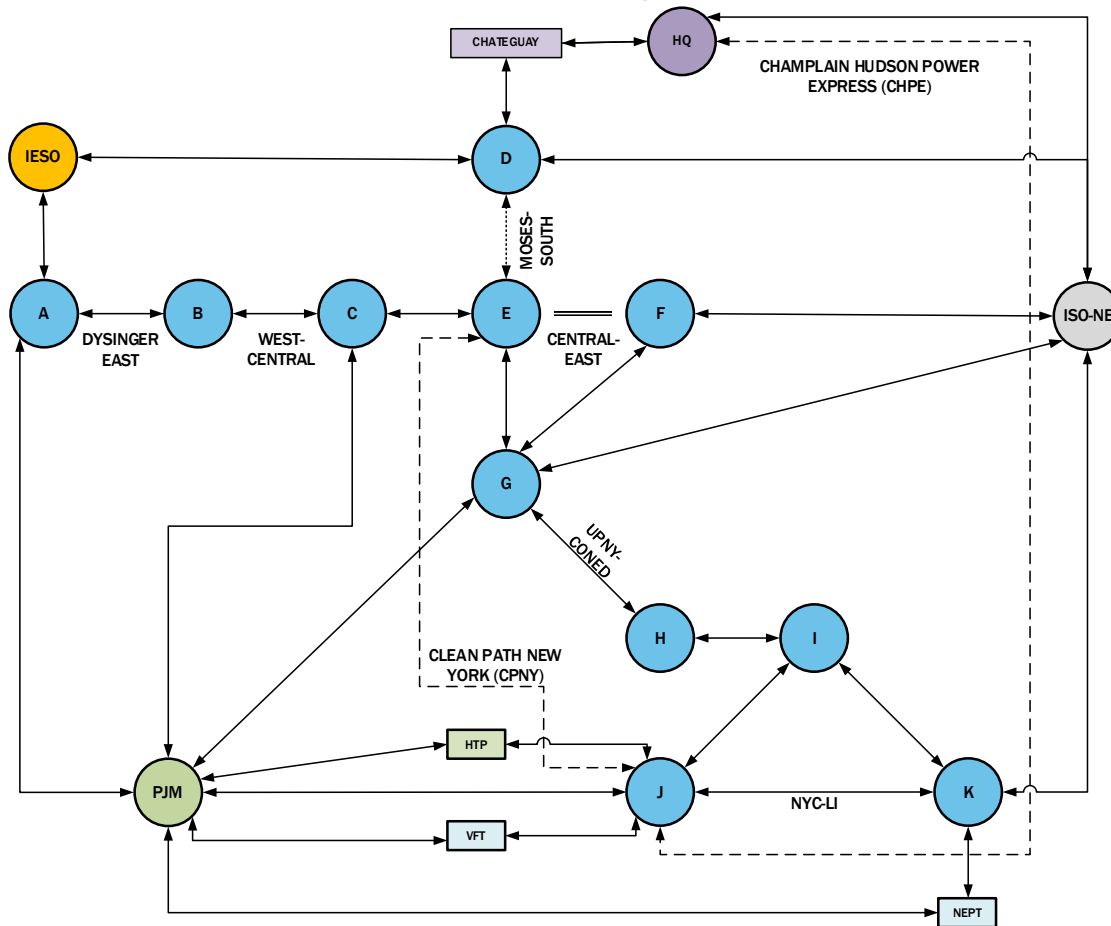 CHATEGUAY
HQ
CHAMPLAIN HUDSON POWER
EXPRESS (CHPE)
IESO
D
MOSES-
SOUTH
A
B
C
E
F
ISO-NE
DYSINGER
EAST
WEST-
CENTRAL
CENTRAL-
EAST
G
UPNY-
CONED
H
I
CLEAN PATH NEW
YORK (CPNY)
HTP
PJM
J
NYC-LI
K
VFT
NEPT